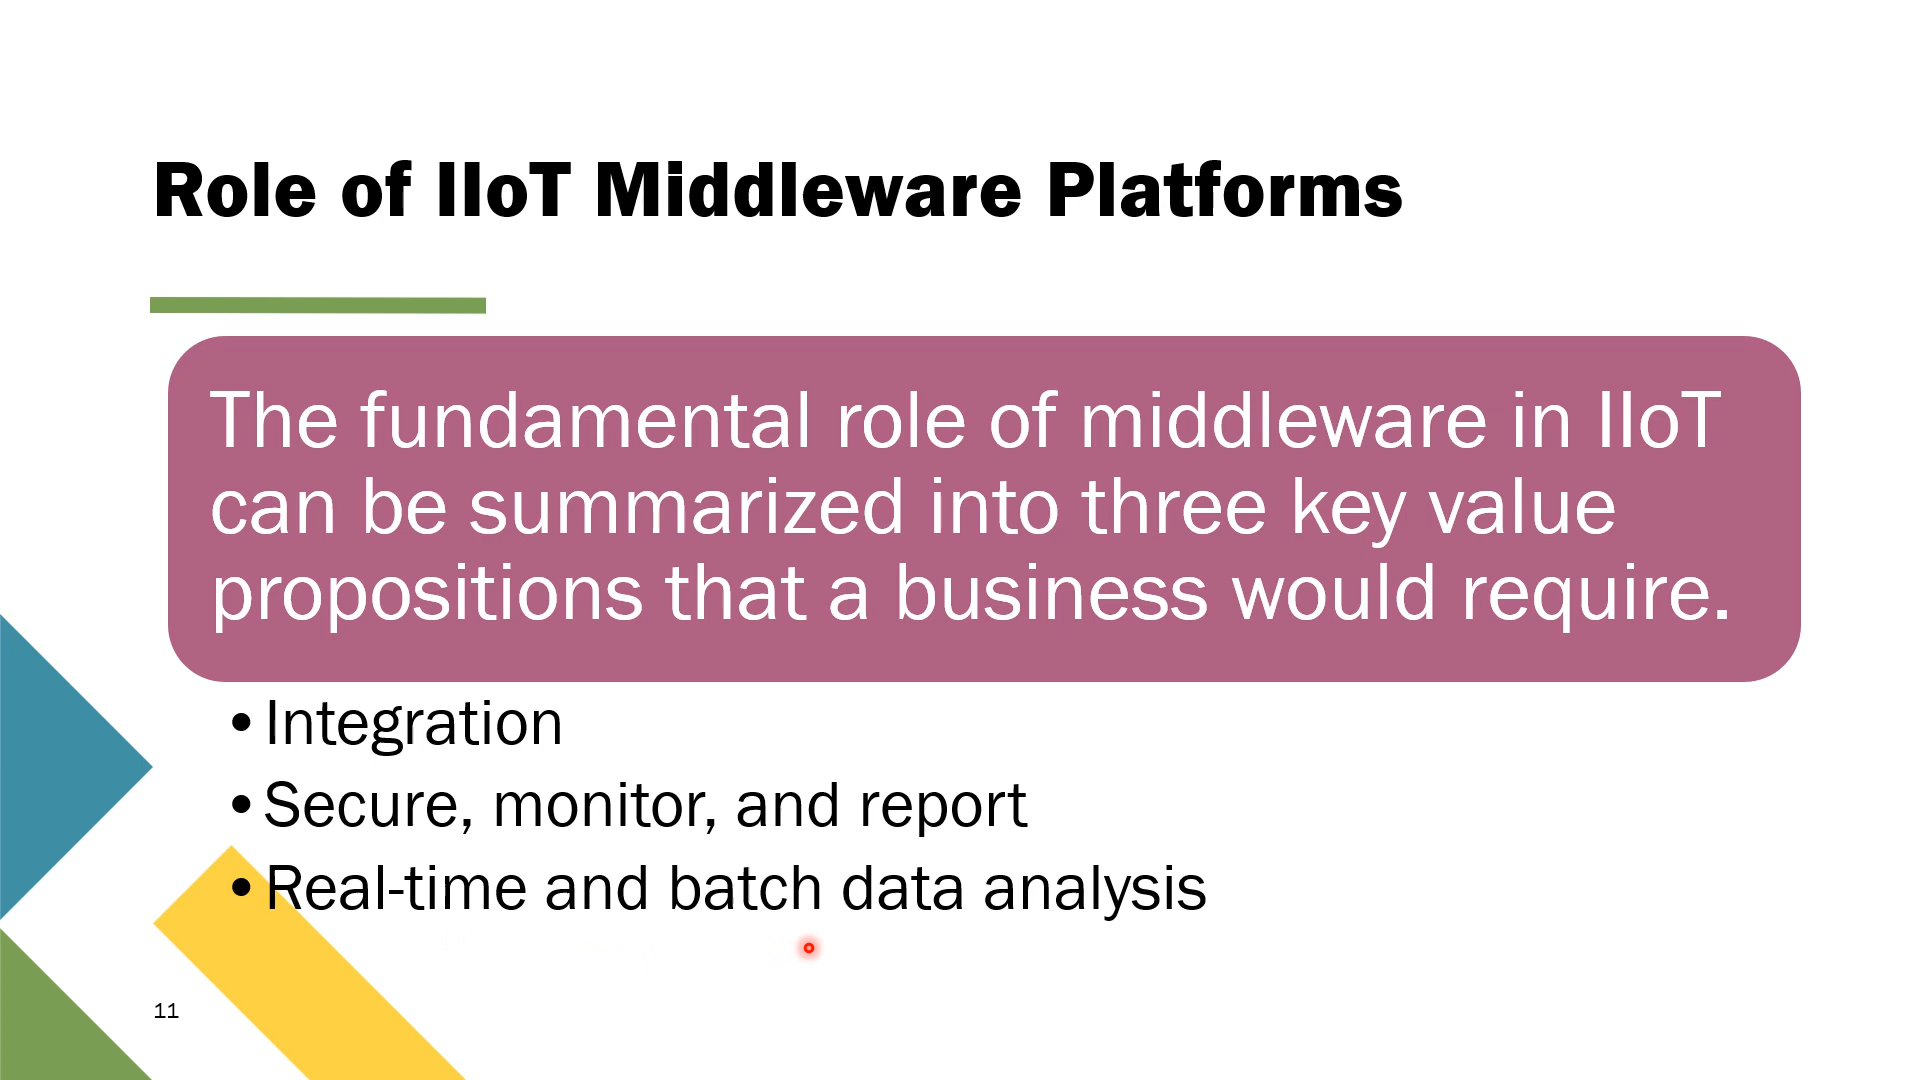 Role of IIoT Middleware Platforms
The fundamental role of middleware in IIoT
can be summarized into three key value
propositions that a business would require.
• Integration
• Secure, monitor, and report
• Real-time and batch data analysis
11